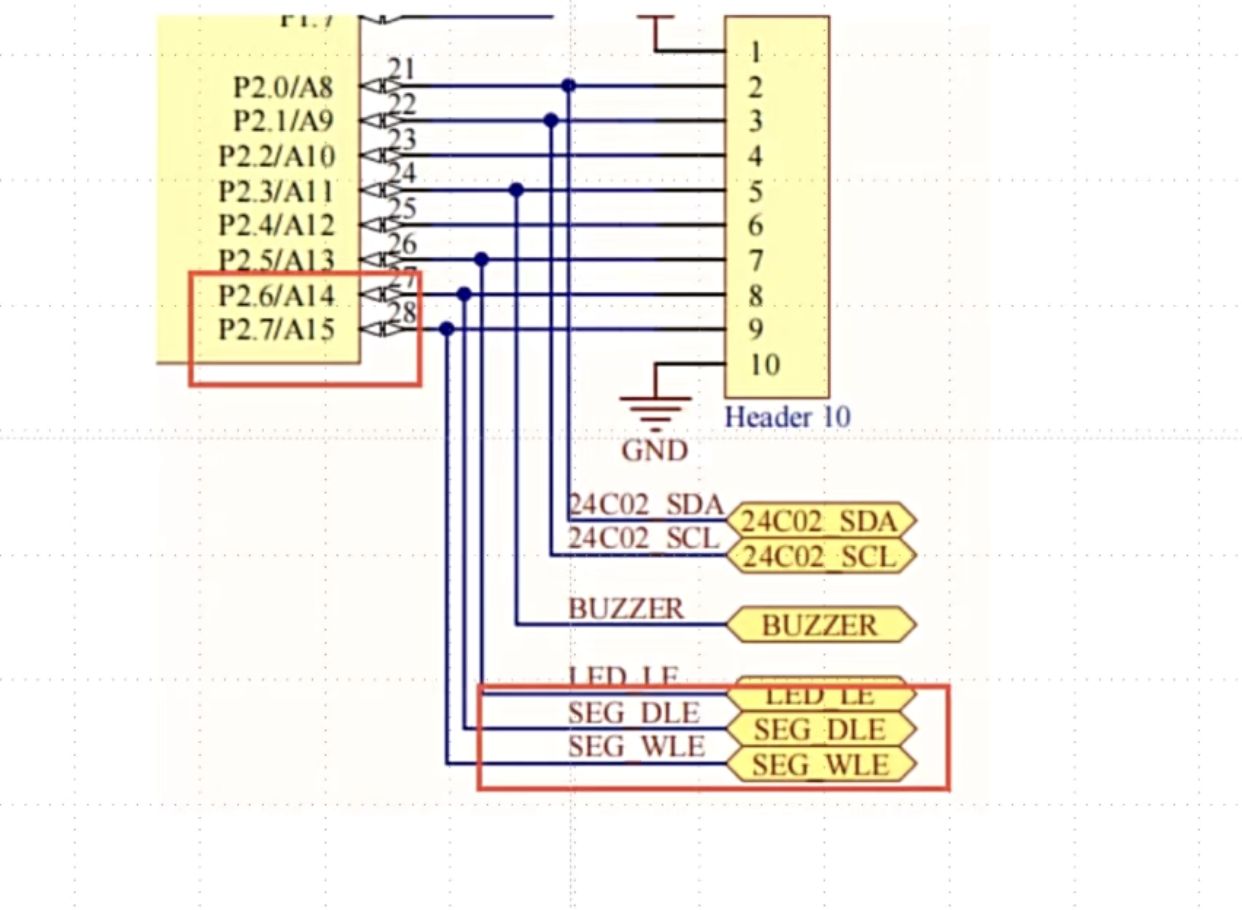 P1.7
21
P2.0/A8
22
P2.1/A9
23
P2.2/A10
24
P2.3/A11
25
P2.4/A12
26
P2.5/A13
27
P2.6/A14
28
P2.7/A15
1
2
3
4
5
6
7
8
9
10
Header 10
GND
24C02_SDA 24C02_SDA
24C02_SCL 24C02_SCL
BUZZER BUZZER
LED_LE LED_LE
SEG_DLE SEG_DLE
SEG_WLE SEG_WLE